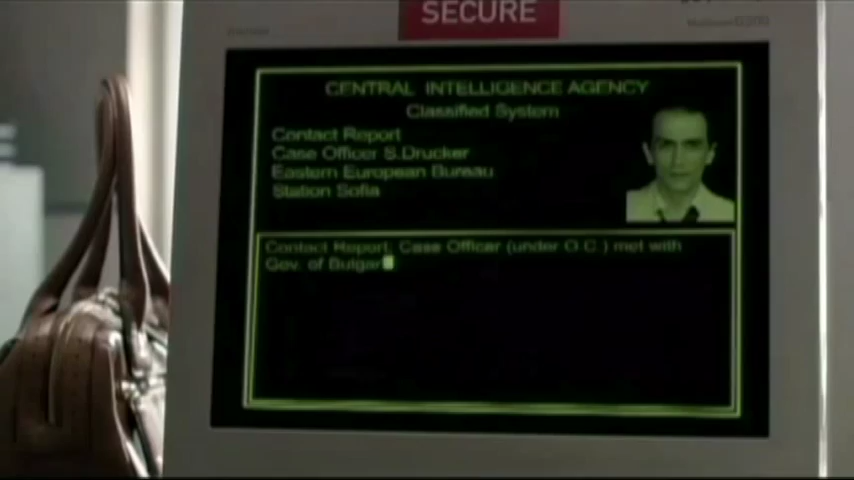 SECURE
CENTRAL INTELLIGENCE AGENCY
Classified System
Contact Report
Case Officer S.Drucker
Eastern European Bureau
Station Sofia
Contact Report, Case Officer (under O.C.) met with
Gov. of Bulgar